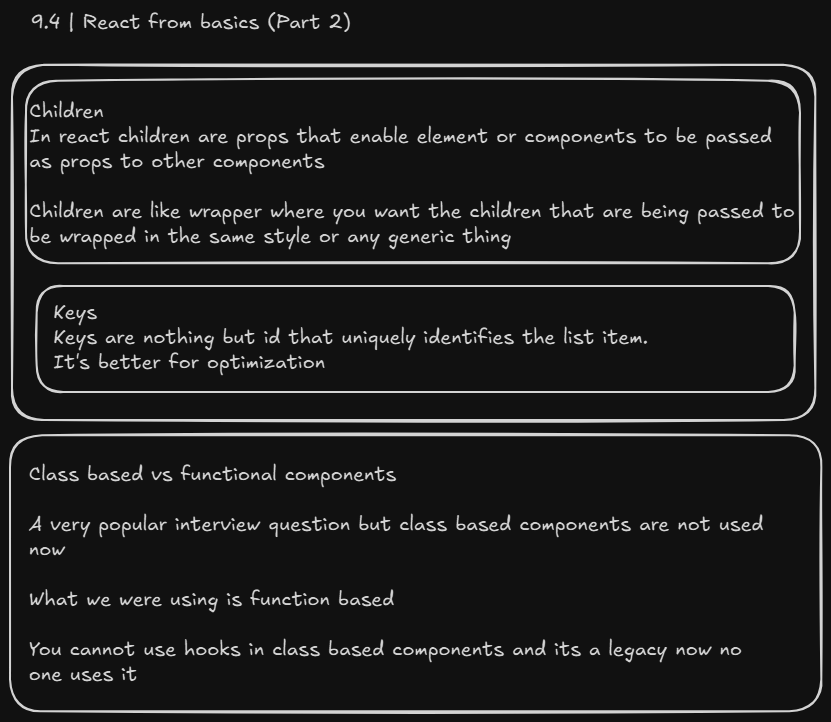 9.4 | React from basics (Part 2)
Children
In react children are props that enable element or components to be passed
as props to other components
Children are like wrapper where you want the children that are being passed to
be wrapped in the same style or any generic thing
Keys
Keys are nothing but id that uniquely identifies the list item.
It's better for optimization
Class based vs functional components
A very popular interview question but class based components are not used
now
What we were using is function based
You cannot use hooks in class based components and its a legacy now no
one uses it